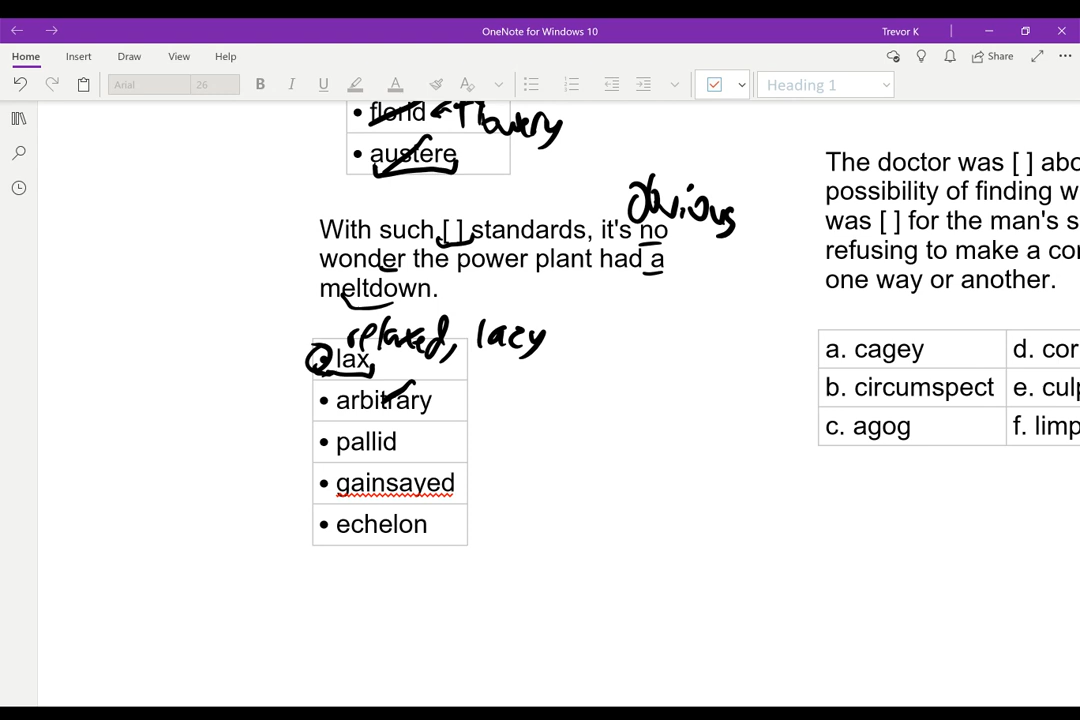 OneNote for Windows 10
Trevor K
Home Insert Draw View Help
Share
Arial 26 B I U A Heading 1
• florid ← flowery
• austere
obvious
With such [ ] standards, it's no
wonder the power plant had a
meltdown.
relaxed, lazy
• lax
• arbitrary
• pallid
• gainsayed
• echelon
The doctor was [ ] abo
possibility of finding w
was [ ] for the man's s
refusing to make a cor
one way or another.
a. cagey d. cor
b. circumspect e. culp
c. agog f. limp